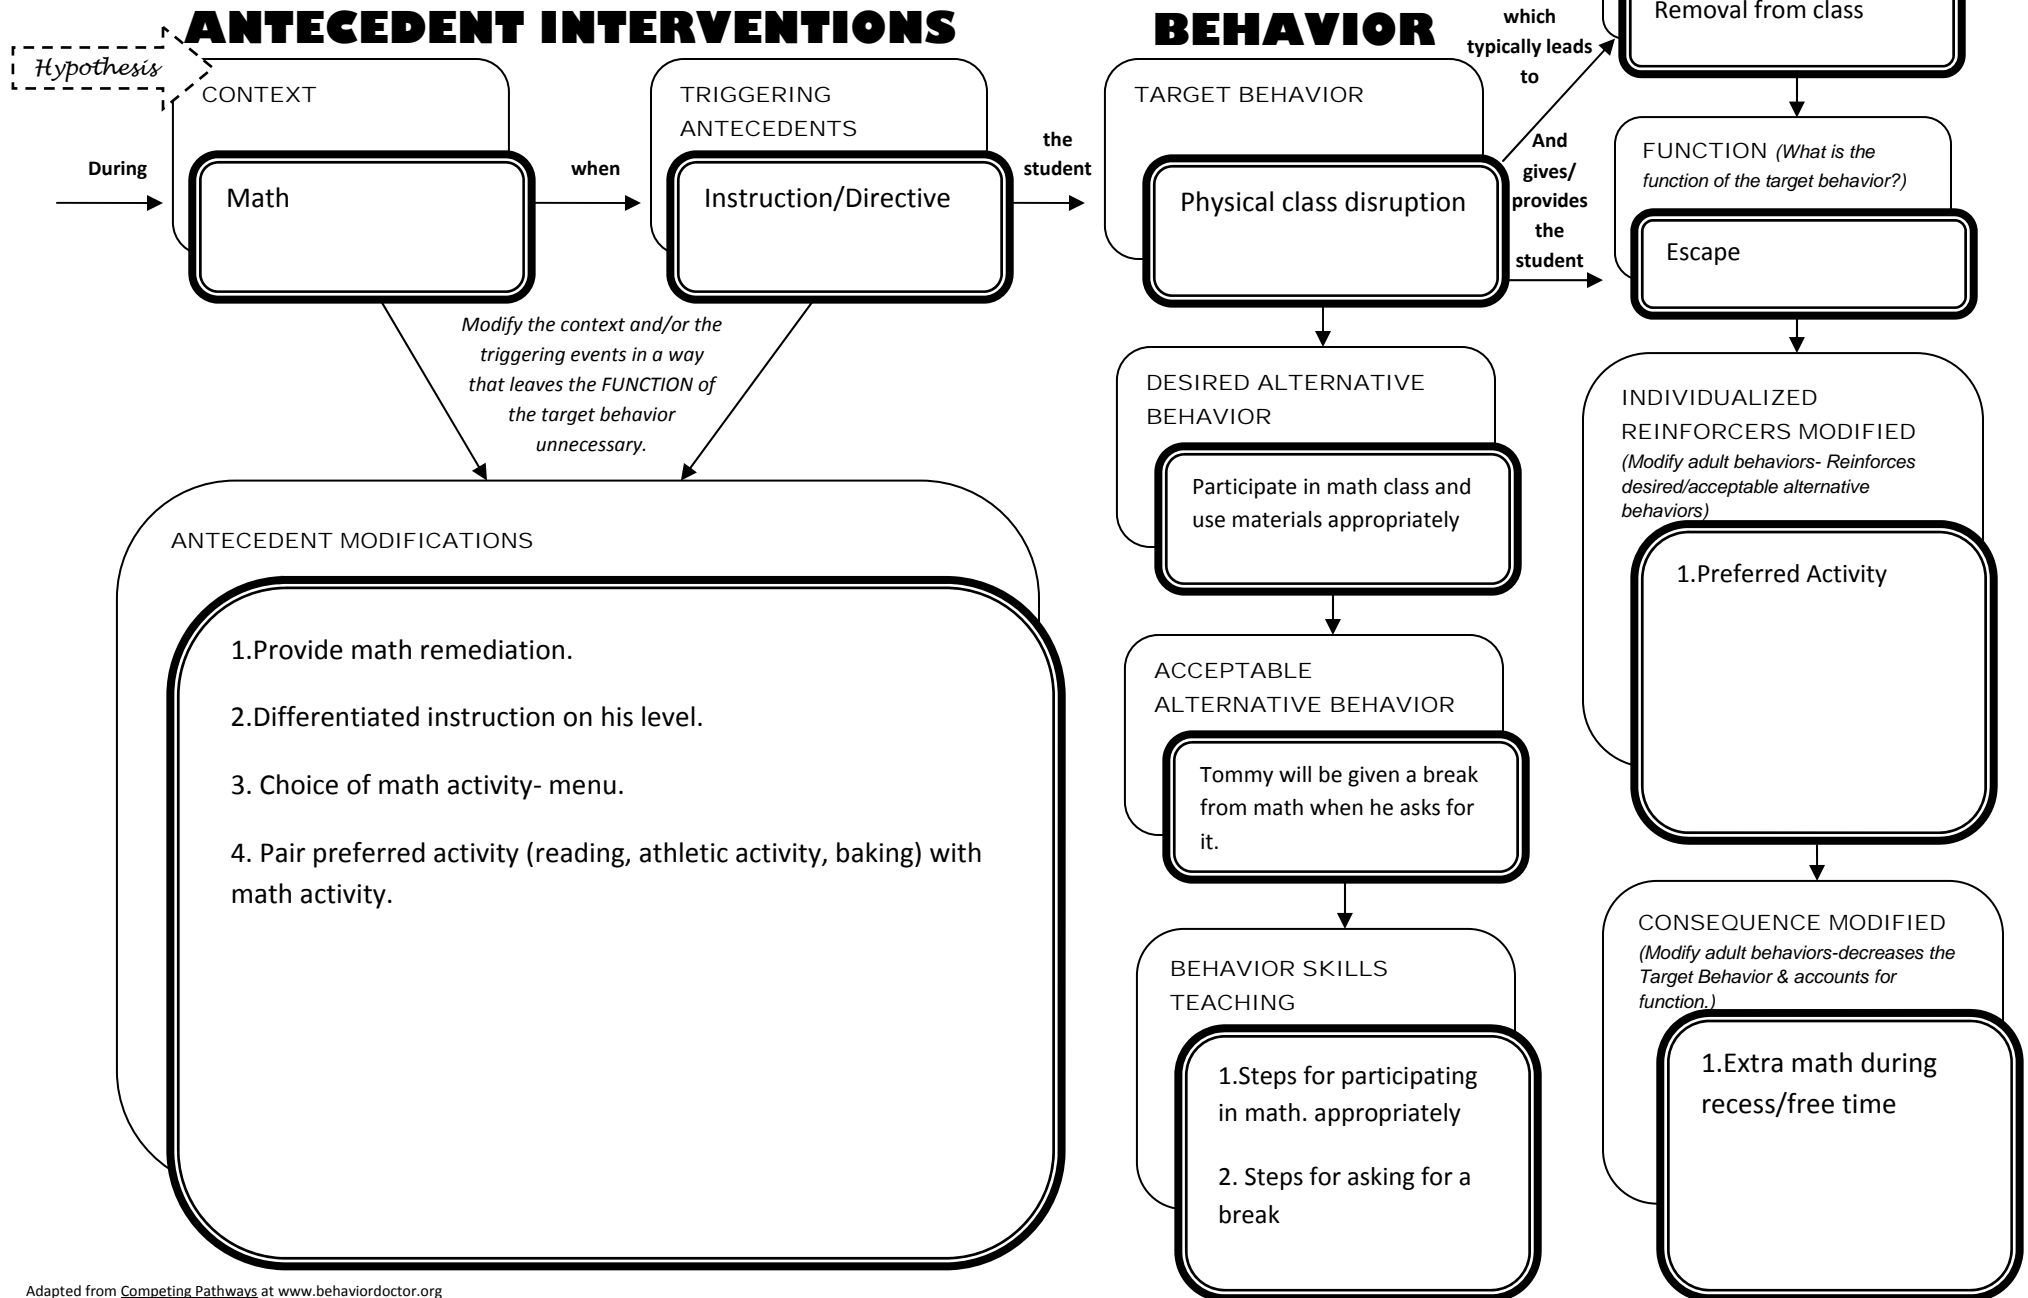 ANTECEDENT INTERVENTIONS
Hypothesis
CONTEXT
During
Math
when
TRIGGERING
ANTECEDENTS
Instruction/Directive
the
student
Modify the context and/or the
triggering events in a way
that leaves the FUNCTION of
the target behavior
unnecessary.
ANTECEDENT MODIFICATIONS
1.Provide math remediation.
2.Differentiated instruction on his level.
3. Choice of math activity- menu.
4. Pair preferred activity (reading, athletic activity, baking) with
math activity.
BEHAVIOR
TARGET BEHAVIOR
Physical class disruption
DESIRED ALTERNATIVE
BEHAVIOR
Participate in math class and
use materials appropriately
ACCEPTABLE
ALTERNATIVE BEHAVIOR
Tommy will be given a break
from math when he asks for
it.
BEHAVIOR SKILLS
TEACHING
1.Steps for participating
in math. appropriately
2. Steps for asking for a
break
which
typically leads
to
And
gives/
provides
the
student
Removal from class
FUNCTION (What is the
function of the target behavior?)
Escape
INDIVIDUALIZED
REINFORCERS MODIFIED
(Modify adult behaviors- Reinforces
desired/acceptable alternative
behaviors)
1.Preferred Activity
CONSEQUENCE MODIFIED
(Modify adult behaviors-decreases the
Target Behavior & accounts for
function.)
1.Extra math during
recess/free time
Adapted from Competing Pathways at www.behaviordoctor.org